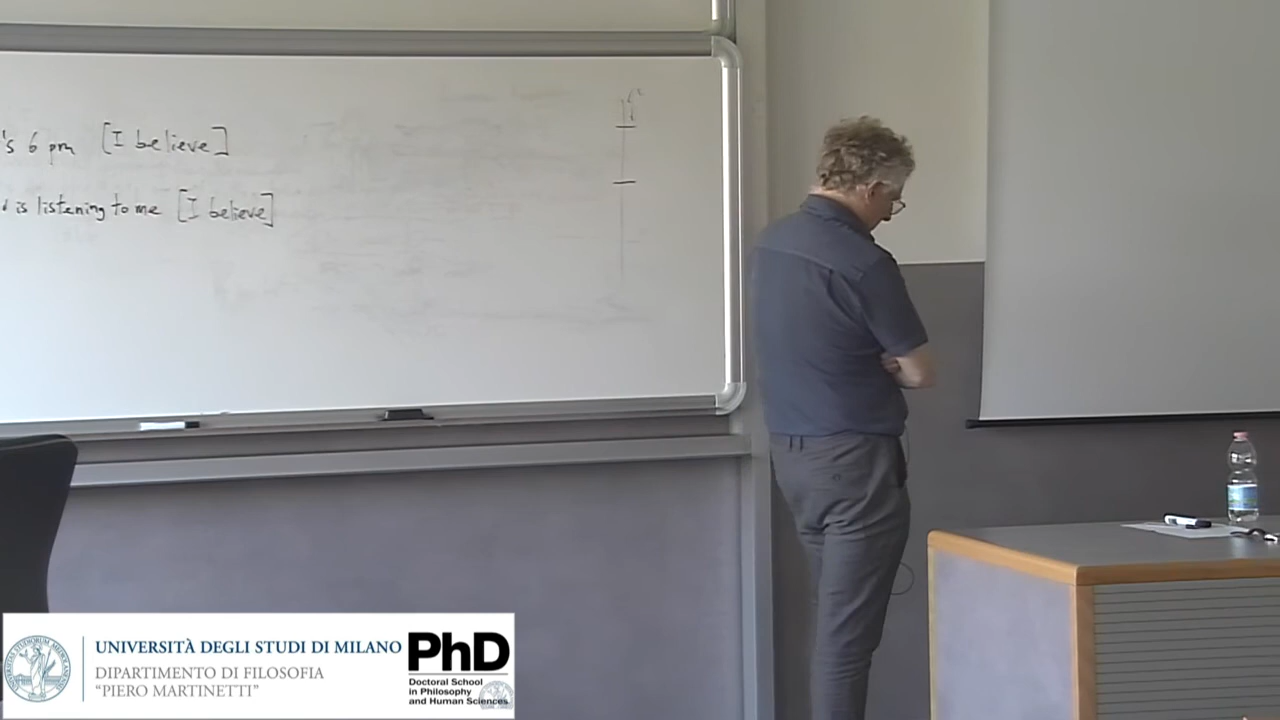 's 6 pm [I believe]
is listening to me [I believe]
UNIVERSITÀ DEGLI STUDI DI MILANO
DIPARTIMENTO DI FILOSOFIA
"PIERO MARTINETTI"
PhD
Doctoral School
in Philosophy
and Human Sciences